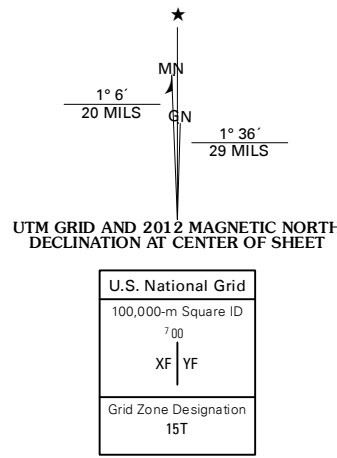 ★
MN
1° 6´
20 MILS
GN
1° 36´
29 MILS
UTM GRID AND 2012 MAGNETIC NORTH
DECLINATION AT CENTER OF SHEET
U.S. National Grid
100,000-m Square ID
⁷00
XF YF
Grid Zone Designation
15T